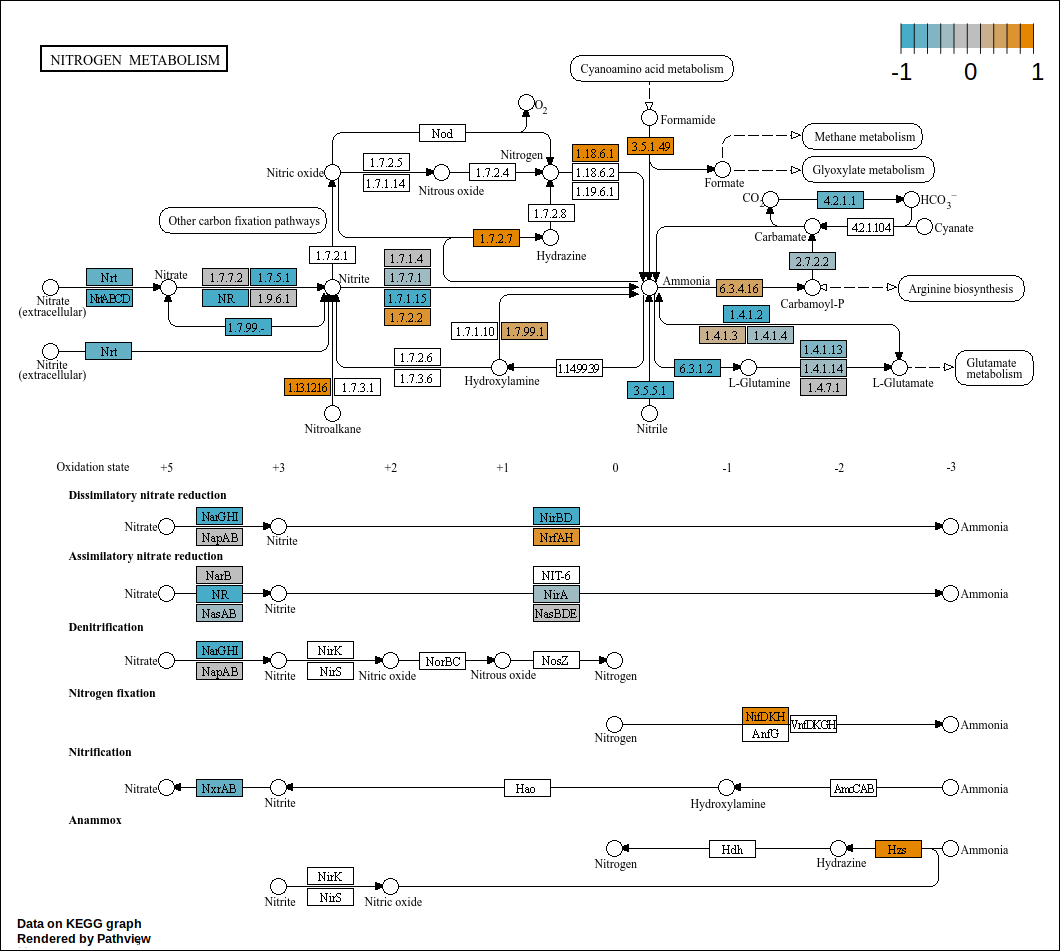 NITROGEN METABOLISM
-1 0 1
Cyanoamino acid metabolism
O2
Formamide
Nod
Nitrogen
1.18.6.1
3.5.1.49
Methane metabolism
Nitric oxide
1.7.2.5
1.7.1.14
Nitrous oxide
1.7.2.4
1.18.6.2
1.19.6.1
Formate
Glyoxylate metabolism
CO2
4.2.1.1
HCO3−
Other carbon fixation pathways
1.7.2.8
Carbamate
4.2.1.104
Cyanate
1.7.2.7
Hydrazine
1.7.2.1
1.7.1.4
2.7.2.2
Nrt
Nitrate
1.7.7.2
1.7.5.1
Nitrite
1.7.7.1
Ammonia
6.3.4.16
Arginine biosynthesis
NrtABCD
NR
1.9.6.1
1.7.1.15
Carbamoyl-P
Nitrate
(extracellular)
1.7.99.-
1.7.2.2
1.4.1.2
1.7.1.10
1.7.99.1
1.4.1.3
1.4.1.4
Nrt
Nitrite
(extracellular)
1.7.2.6
1.7.3.6
1.14.99.39
Hydroxylamine
6.3.1.2
L-Glutamine
1.4.1.13
1.4.1.14
1.4.7.1
L-Glutamate
Glutamate
metabolism
1.13.12.16
1.7.3.1
3.5.5.1
Nitroalkane
Nitrile
Oxidation state +5 +3 +2 +1 0 -1 -2 -3
Dissimilatory nitrate reduction
NarGHI NirBD
Nitrate Nitrite Ammonia
NapAB NrfAH
Assimilatory nitrate reduction
NarB NIT-6
Nitrate NR Nitrite NirA Ammonia
NasAB NasBDE
Denitrification
NarGHI NirK
Nitrate Nitrite Nitric oxide NorBC Nitrous oxide NosZ Nitrogen
NapAB NirS
Nitrogen fixation
NifDKH VnfDKGH
Nitrogen AnfG Ammonia
Nitrification
Nitrate NxrAB Nitrite Hao Hydroxylamine AmoCAB Ammonia
Anammox
Nitrogen Hdh Hydrazine Hzs Ammonia
NirK
Nitrite NirS Nitric oxide
Data on KEGG graph
Rendered by Pathview